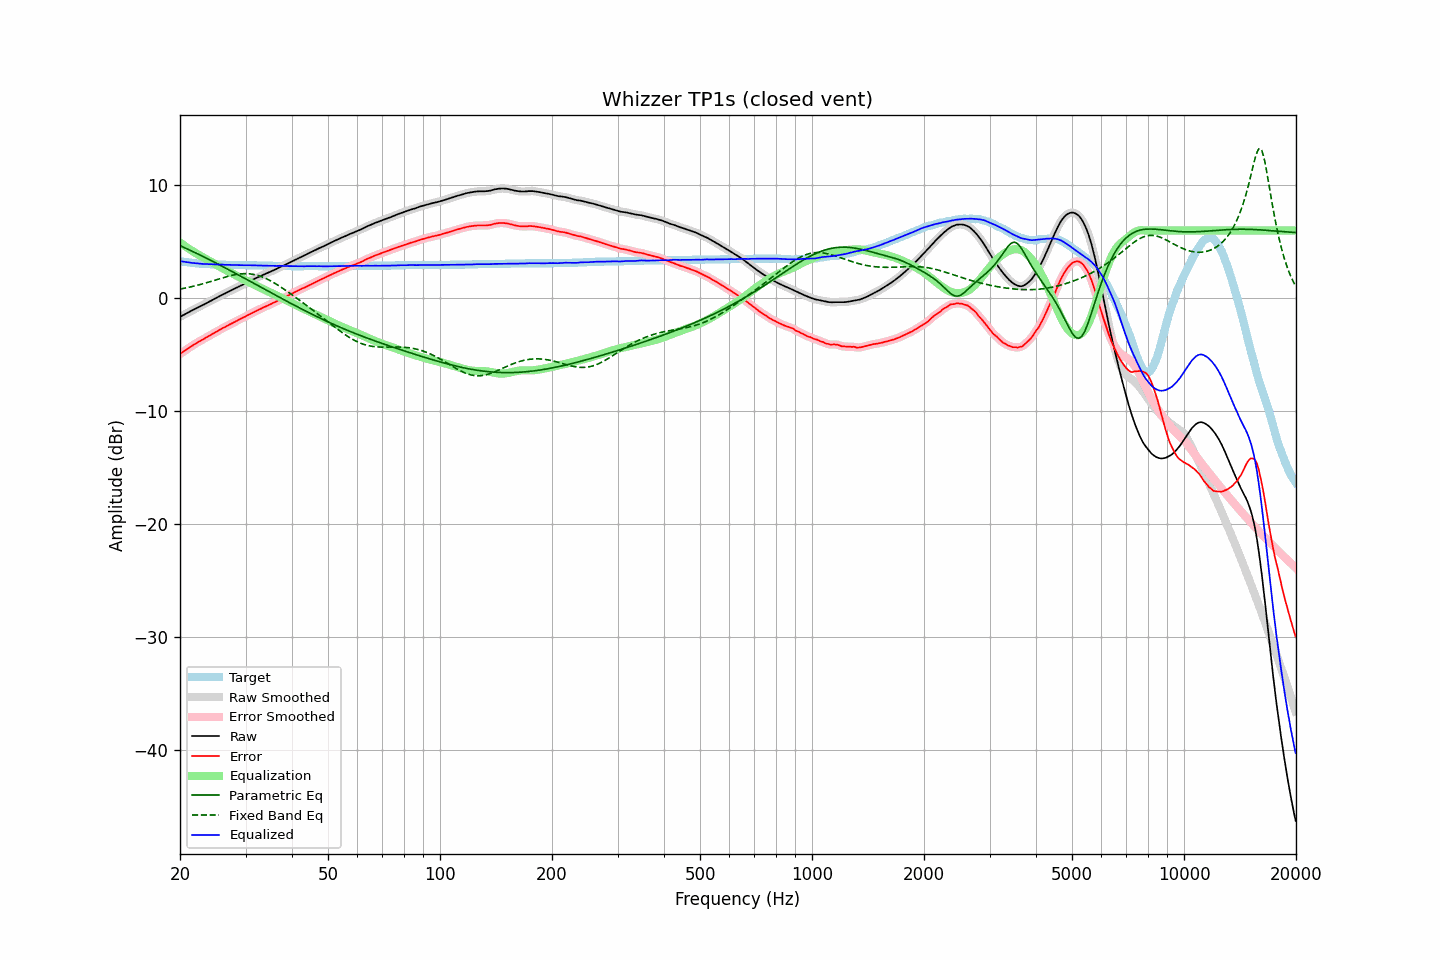 Whizzer TP1s (closed vent)
Amplitude (dBr)
10
0
−10
−20
−30
−40
Target
Raw Smoothed
Error Smoothed
Raw
Error
Equalization
Parametric Eq
Fixed Band Eq
Equalized
20 50 100 200 500 1000 2000 5000 10000 20000
Frequency (Hz)